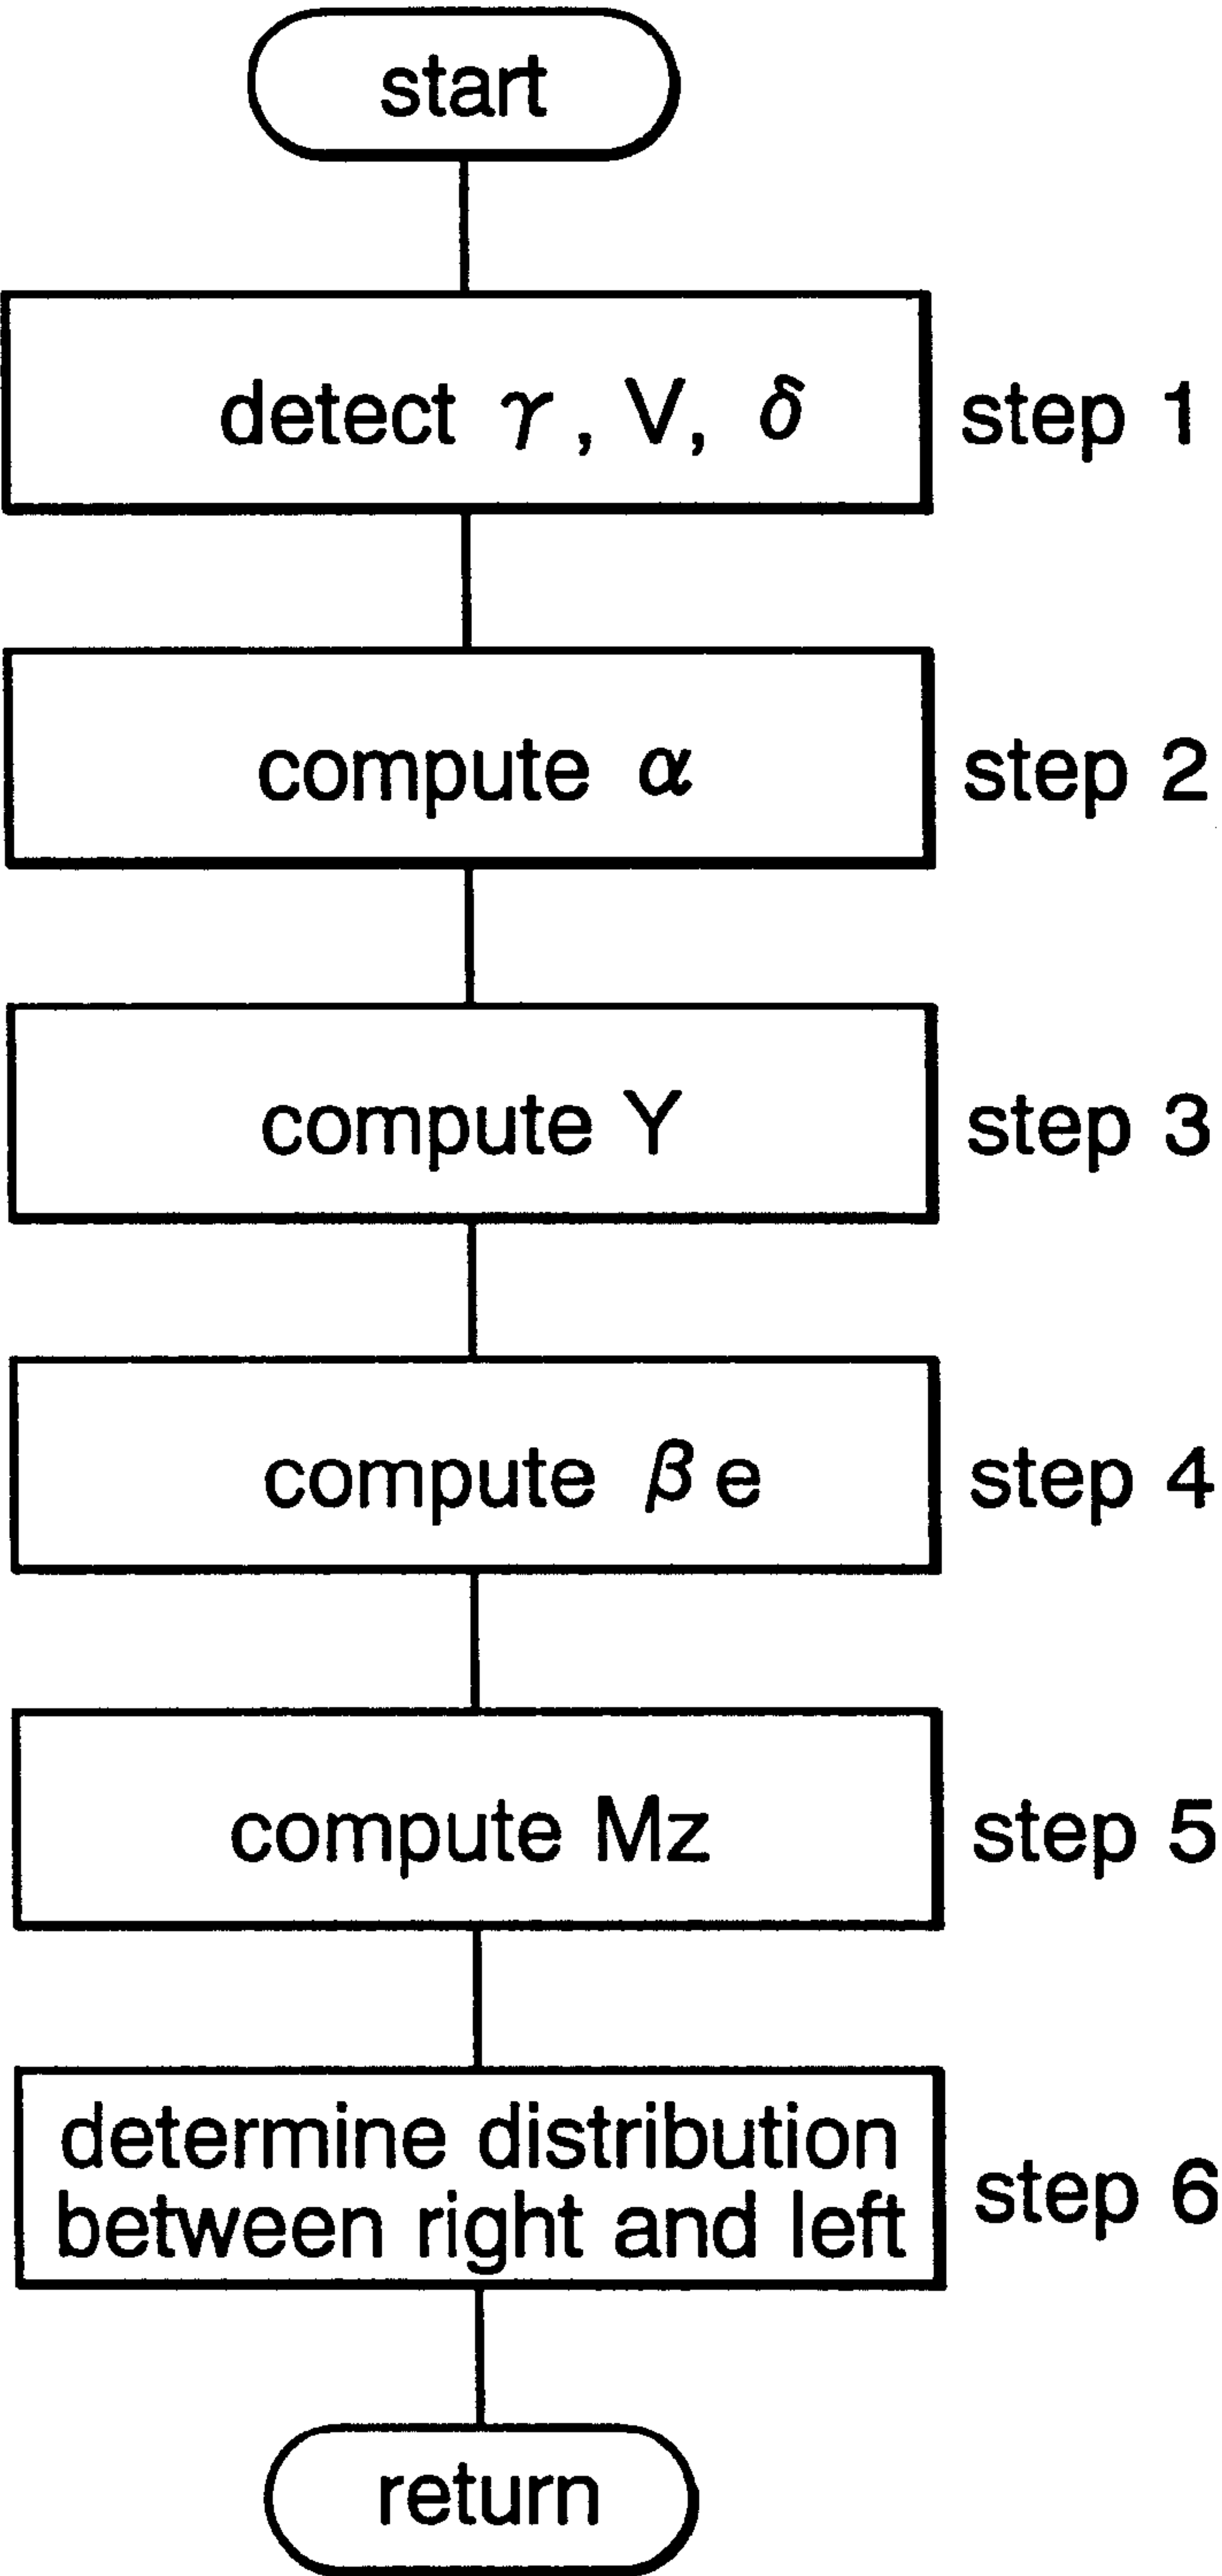 start
detect γ, V, δ
step 1
compute α
step 2
compute Y
step 3
compute β e
step 4
compute Mz
step 5
determine distribution
between right and left
step 6
return